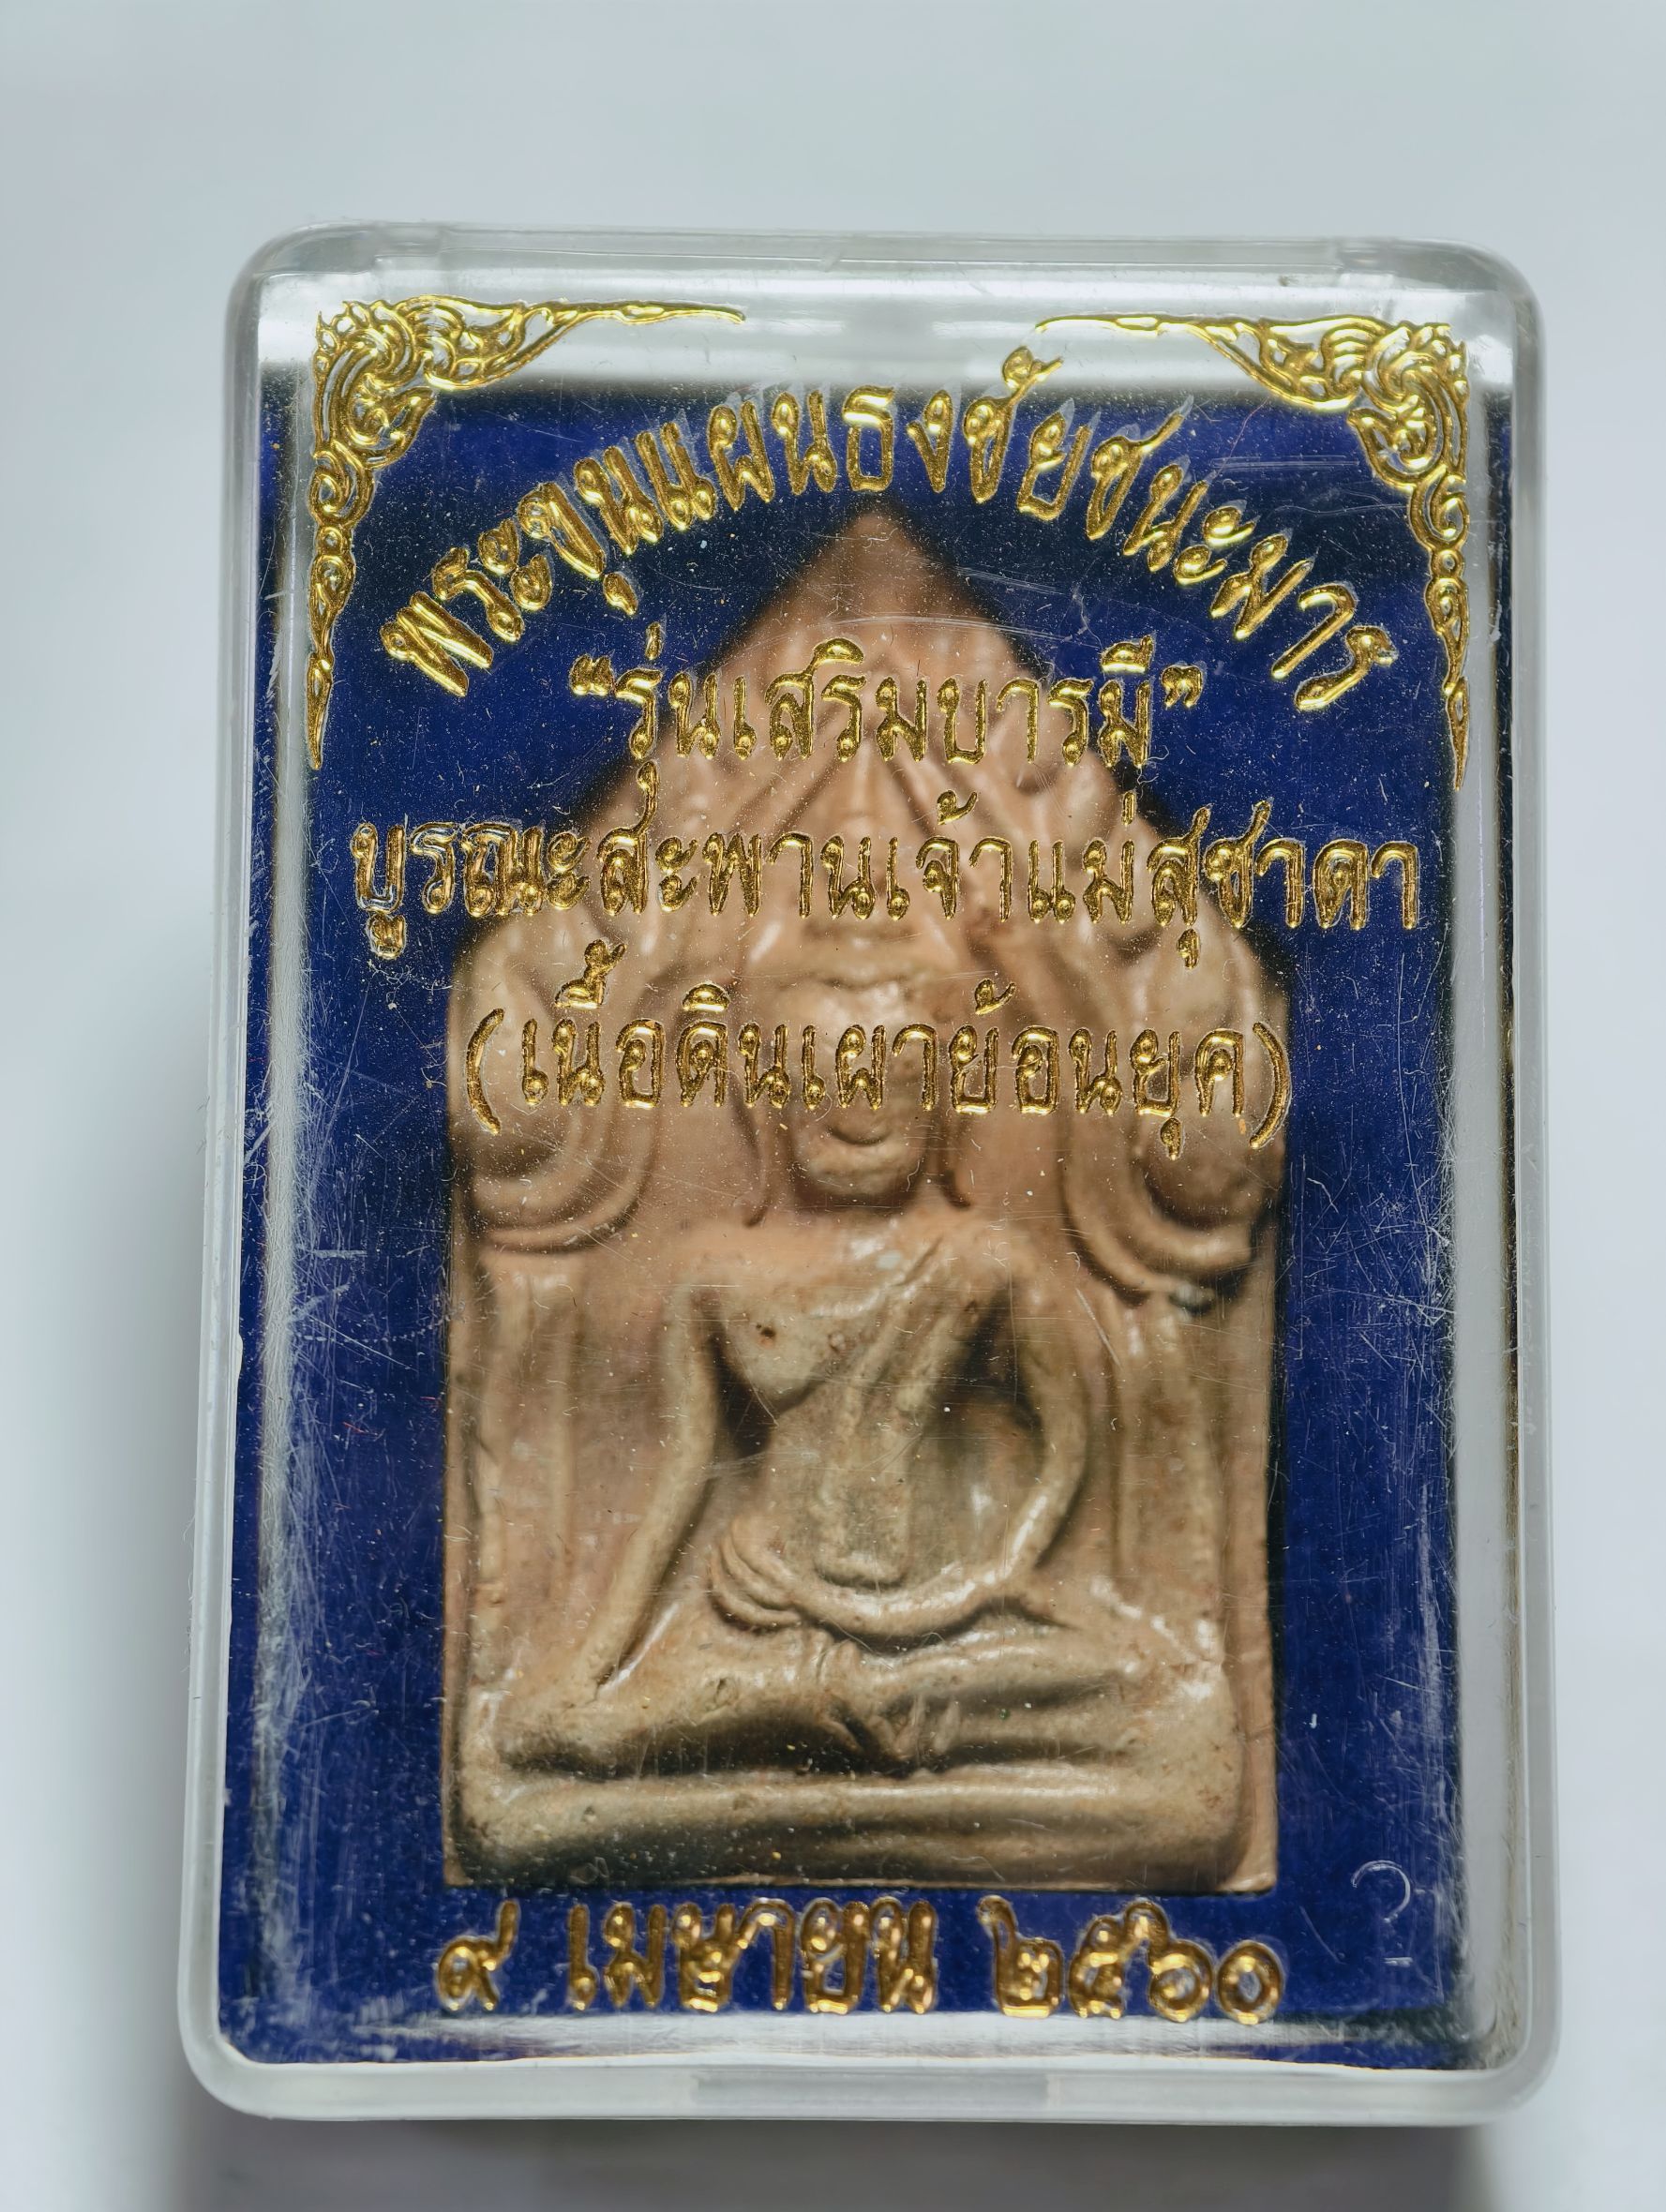 พระขุนแผนธงชัยชนะมาร
"รุ่นเสริมบารมี"
บูรณะสะพานเจ้าแม่สุชาดา
(เนื้อดินเผาย้อนยุค)
๙ เมษายน ๒๕๖๐